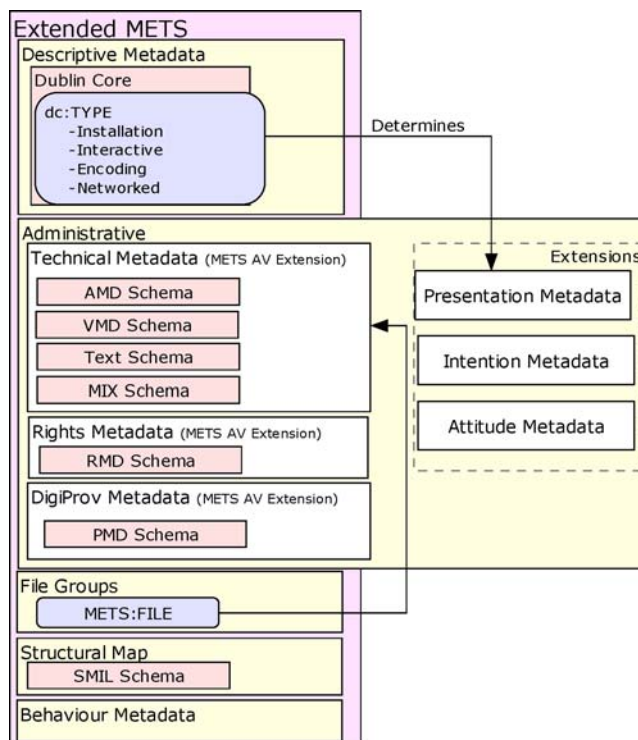 Extended METS
Descriptive Metadata
Dublin Core
dc:TYPE
-Installation
-Interactive
-Encoding
-Networked
Determines
Administrative
Technical Metadata (METS AV Extension)
AMD Schema
VMD Schema
Text Schema
MIX Schema
Extensions
Presentation Metadata
Intention Metadata
Attitude Metadata
Rights Metadata (METS AV Extension)
RMD Schema
DigiProv Metadata (METS AV Extension)
PMD Schema
File Groups
METS:FILE
Structural Map
SMIL Schema
Behaviour Metadata